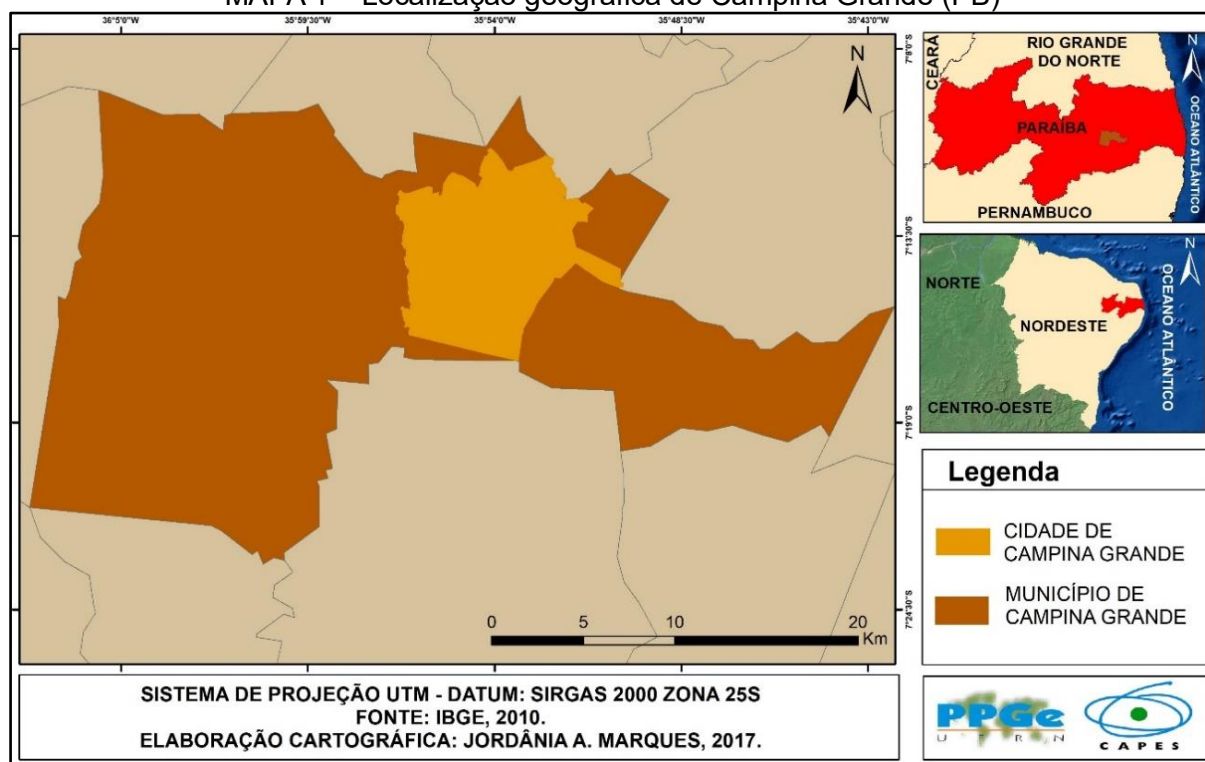 MAPA 1 – Localização geográfica de Campina Grande (PB)
36°5'0"W
35°59'30"W
35°54'0"W
35°48'30"W
35°43'0"W
7°8'0"S
7°13'30"S
7°19'0"S
7°24'30"S
N
0 5 10 20
Km
SISTEMA DE PROJEÇÃO UTM - DATUM: SIRGAS 2000 ZONA 25S
FONTE: IBGE, 2010.
ELABORAÇÃO CARTOGRÁFICA: JORDÂNIA A. MARQUES, 2017.
CEARÁ
RIO GRANDE
DO NORTE
N
PARAÍBA
OCEANO ATLÂNTICO
PERNAMBUCO
N
NORTE
NORDESTE
OCEANO ATLÂNTICO
CENTRO-OESTE
Legenda
CIDADE DE
CAMPINA GRANDE
MUNICÍPIO DE
CAMPINA GRANDE
PPGe
U F R N
CAPES